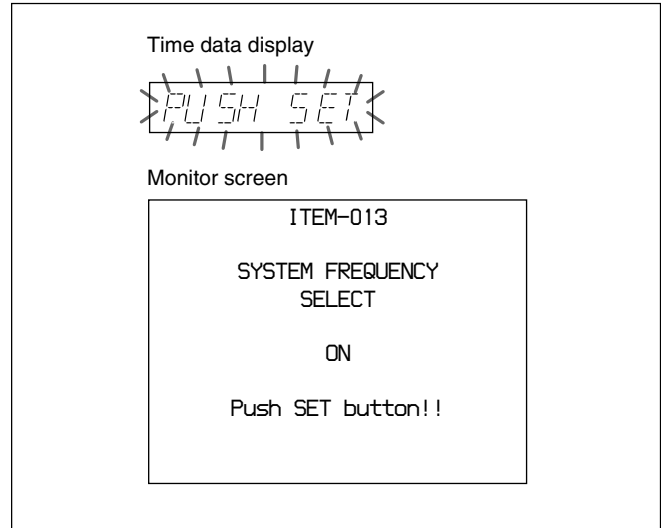 Time data display
PUSH SET
Monitor screen
ITEM-013
SYSTEM FREQUENCY
SELECT
ON
Push SET button!!